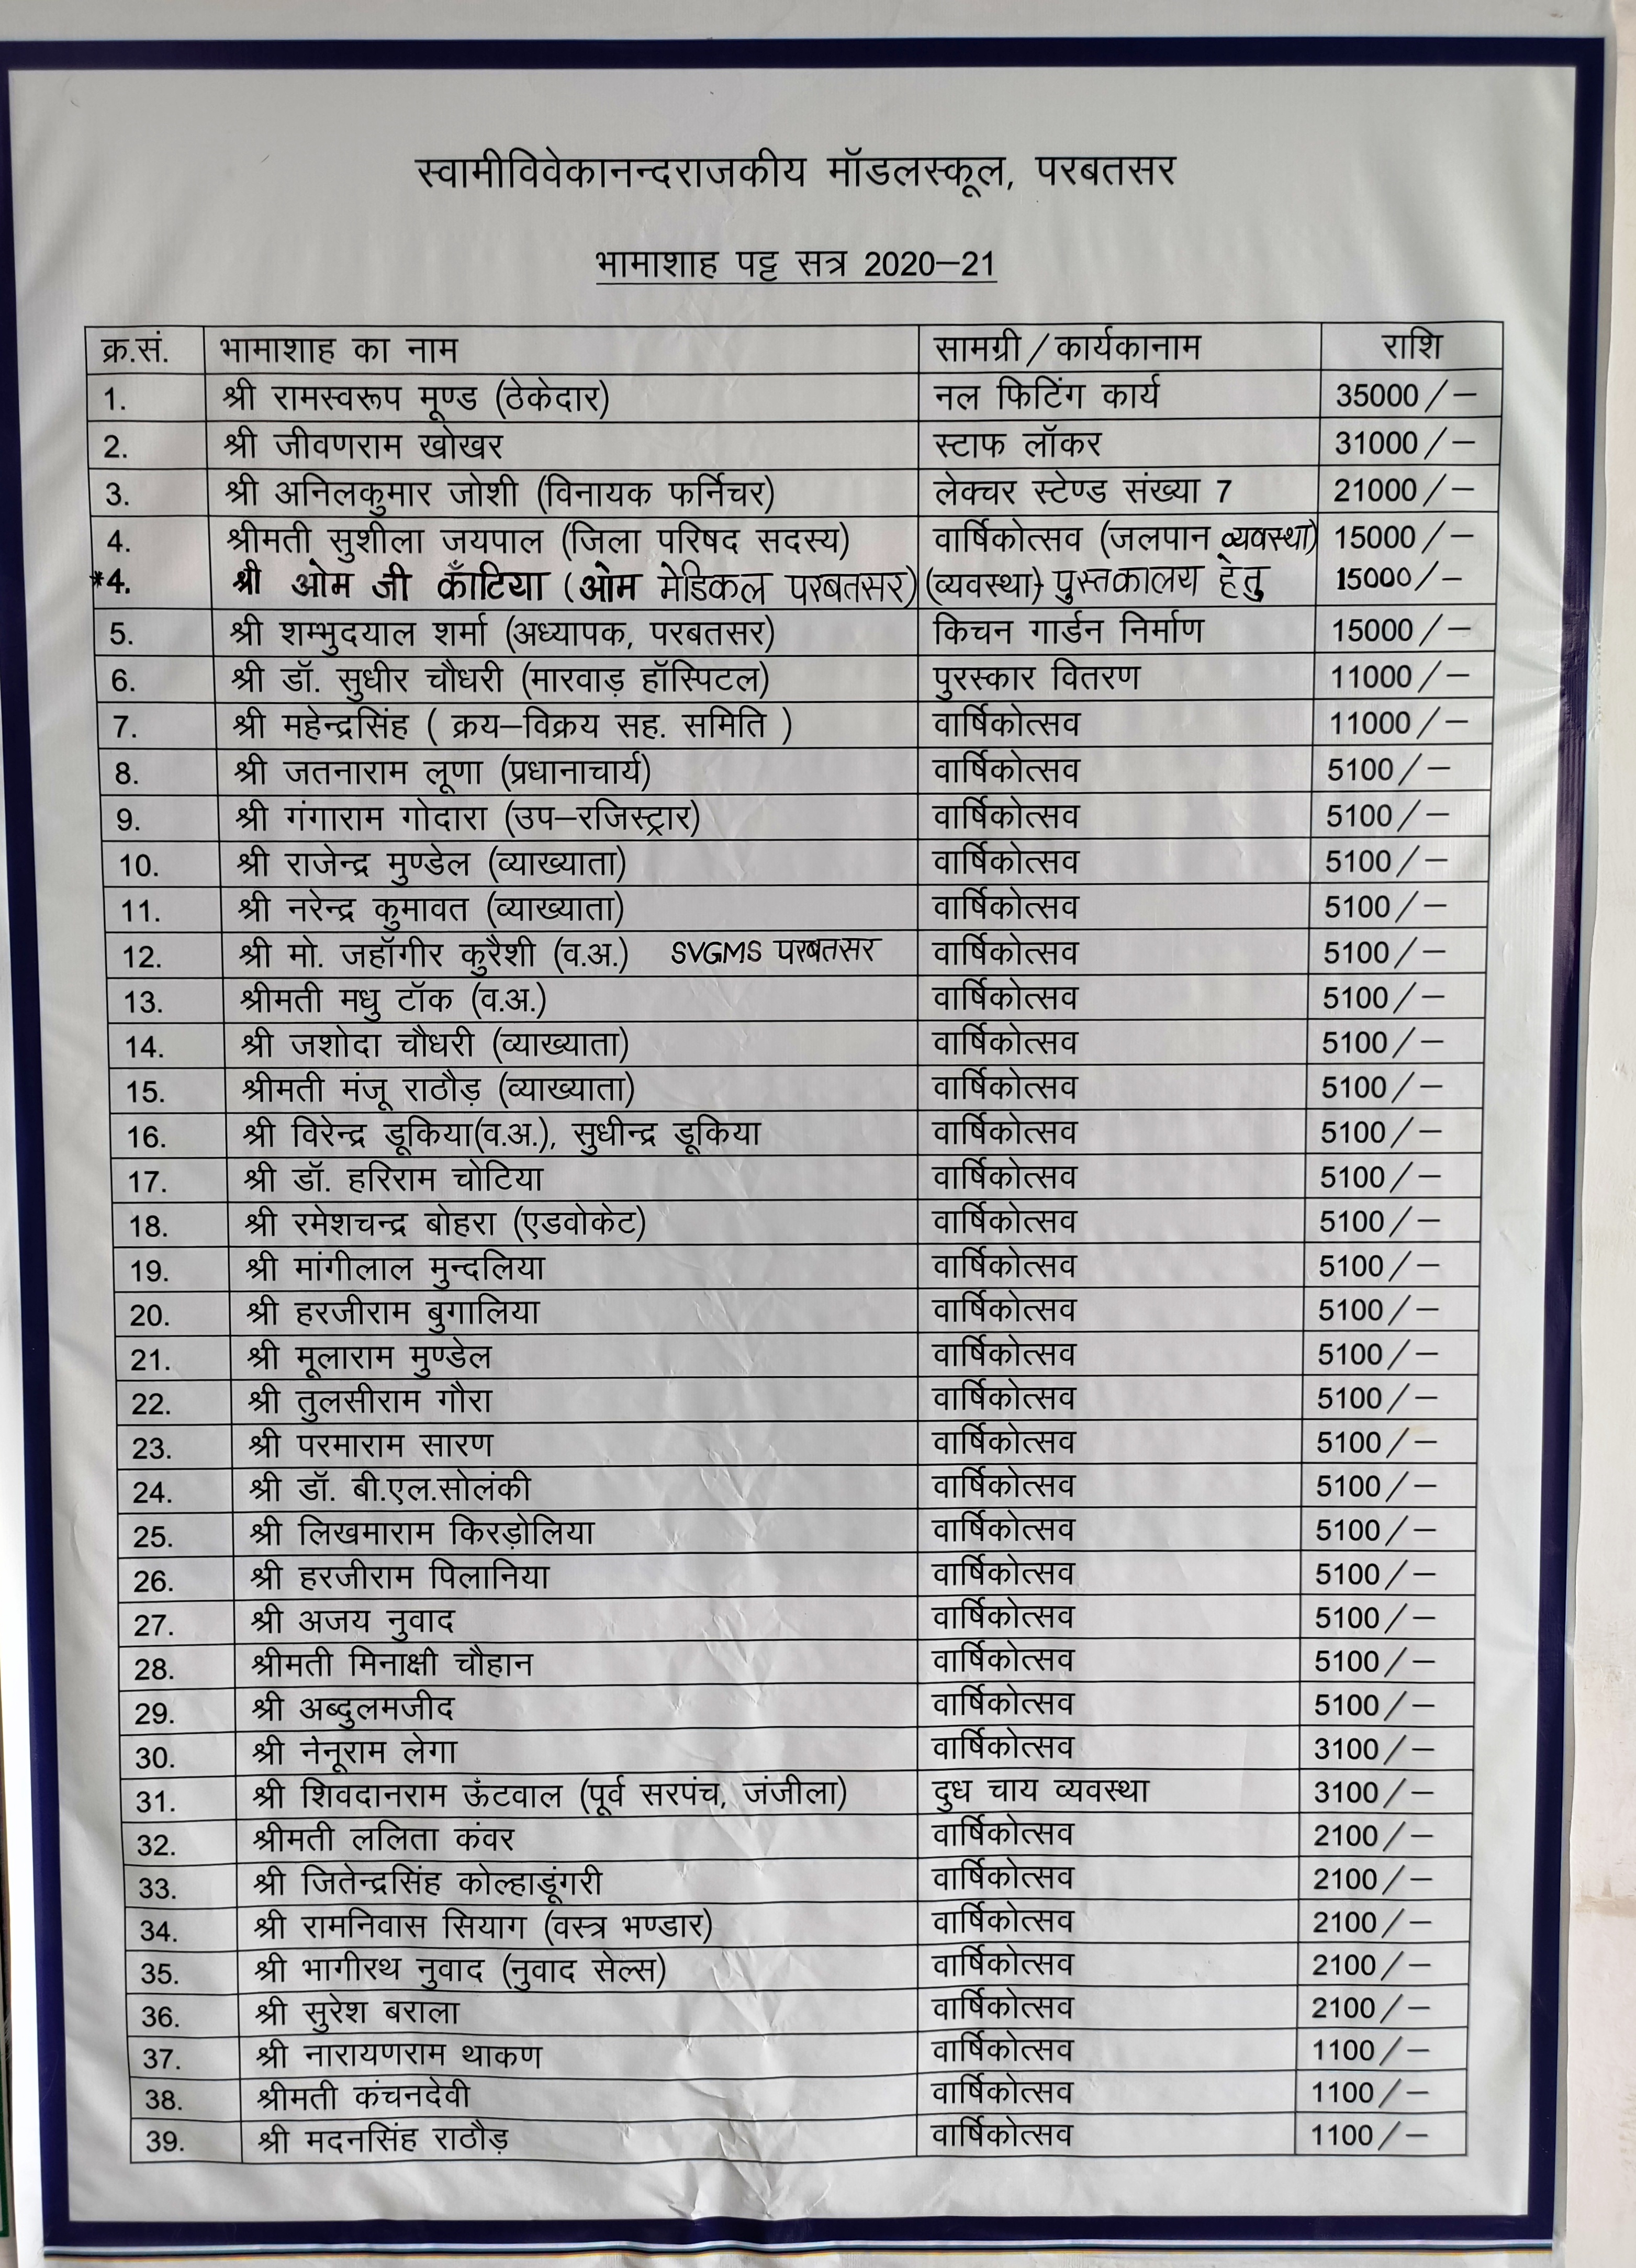 स्वामीविवेकानन्दराजकीय मॉडलस्कूल, परबतसर
भामाशाह पट्ट सत्र 2020–21
क्र.सं. भामाशाह का नाम सामग्री/कार्यकानाम राशि
1. श्री रामस्वरूप मूण्ड (ठेकेदार) नल फिटिंग कार्य 35000/–
2. श्री जीवणराम खोखर स्टाफ लॉकर 31000/–
3. श्री अनिलकुमार जोशी (विनायक फर्निचर) लेक्चर स्टेण्ड संख्या 7 21000/–
4. श्रीमती सुशीला जयपाल (जिला परिषद सदस्य) वार्षिकोत्सव (जलपान व्यवस्था) 15000/–
*4. श्री ओम जी काँटिया (ओम मेडिकल परबतसर) (व्यवस्था)- पुस्तकालय हेतु 15000/–
5. श्री शम्भुदयाल शर्मा (अध्यापक, परबतसर) किचन गार्डन निर्माण 15000/–
6. श्री डॉ. सुधीर चौधरी (मारवाड़ हॉस्पिटल) पुरस्कार वितरण 11000/–
7. श्री महेन्द्रसिंह ( क्रय–विक्रय सह. समिति ) वार्षिकोत्सव 11000/–
8. श्री जतनाराम लूणा (प्रधानाचार्य) वार्षिकोत्सव 5100/–
9. श्री गंगाराम गोदारा (उप–रजिस्ट्रार) वार्षिकोत्सव 5100/–
10. श्री राजेन्द्र मुण्डेल (व्याख्याता) वार्षिकोत्सव 5100/–
11. श्री नरेन्द्र कुमावत (व्याख्याता) वार्षिकोत्सव 5100/–
12. श्री मो. जहॉगीर कुरैशी (व.अ.) SVGMS परबतसर वार्षिकोत्सव 5100/–
13. श्रीमती मधु टॉक (व.अ.) वार्षिकोत्सव 5100/–
14. श्री जशोदा चौधरी (व्याख्याता) वार्षिकोत्सव 5100/–
15. श्रीमती मंजू राठौड़ (व्याख्याता) वार्षिकोत्सव 5100/–
16. श्री विरेन्द्र डूकिया(व.अ.), सुधीन्द्र डूकिया वार्षिकोत्सव 5100/–
17. श्री डॉ. हरिराम चोटिया वार्षिकोत्सव 5100/–
18. श्री रमेशचन्द्र बोहरा (एडवोकेट) वार्षिकोत्सव 5100/–
19. श्री मांगीलाल मुन्दलिया वार्षिकोत्सव 5100/–
20. श्री हरजीराम बुगालिया वार्षिकोत्सव 5100/–
21. श्री मूलाराम मुण्डेल वार्षिकोत्सव 5100/–
22. श्री तुलसीराम गौरा वार्षिकोत्सव 5100/–
23. श्री परमाराम सारण वार्षिकोत्सव 5100/–
24. श्री डॉ. बी.एल.सोलंकी वार्षिकोत्सव 5100/–
25. श्री लिखमाराम किरड़ोलिया वार्षिकोत्सव 5100/–
26. श्री हरजीराम पिलानिया वार्षिकोत्सव 5100/–
27. श्री अजय नुवाद वार्षिकोत्सव 5100/–
28. श्रीमती मिनाक्षी चौहान वार्षिकोत्सव 5100/–
29. श्री अब्दुलमजीद वार्षिकोत्सव 5100/–
30. श्री नेनूराम लेगा वार्षिकोत्सव 3100/–
31. श्री शिवदानराम ऊँटवाल (पूर्व सरपंच, जंजीला) दुध चाय व्यवस्था 3100/–
32. श्रीमती ललिता कंवर वार्षिकोत्सव 2100/–
33. श्री जितेन्द्रसिंह कोल्हाडूंगरी वार्षिकोत्सव 2100/–
34. श्री रामनिवास सियाग (वस्त्र भण्डार) वार्षिकोत्सव 2100/–
35. श्री भागीरथ नुवाद (नुवाद सेल्स) वार्षिकोत्सव 2100/–
36. श्री सुरेश बराला वार्षिकोत्सव 2100/–
37. श्री नारायणराम थाकण वार्षिकोत्सव 1100/–
38. श्रीमती कंचनदेवी वार्षिकोत्सव 1100/–
39. श्री मदनसिंह राठौड़ वार्षिकोत्सव 1100/–